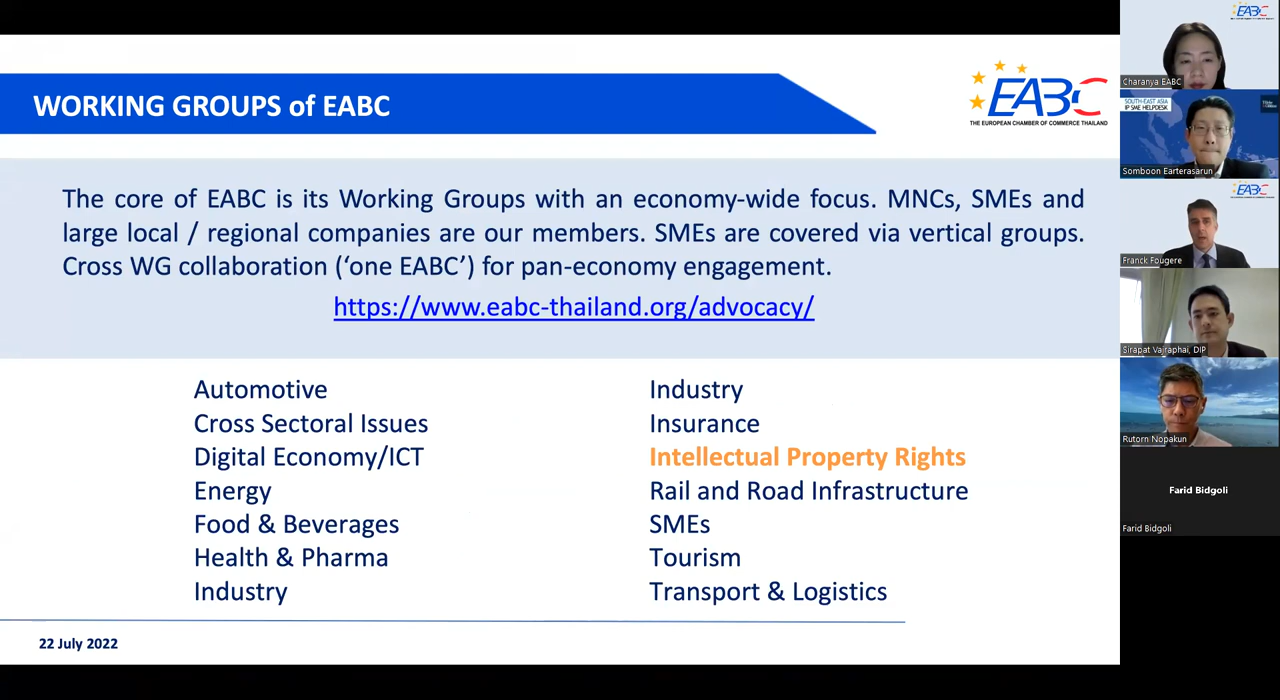 WORKING GROUPS of EABC
EABC
THE EUROPEAN CHAMBER OF COMMERCE THAILAND
The core of EABC is its Working Groups with an economy-wide focus. MNCs, SMEs and
large local / regional companies are our members. SMEs are covered via vertical groups.
Cross WG collaboration (‘one EABC’) for pan-economy engagement.
https://www.eabc-thailand.org/advocacy/
Automotive
Cross Sectoral Issues
Digital Economy/ICT
Energy
Food & Beverages
Health & Pharma
Industry
Industry
Insurance
Intellectual Property Rights
Rail and Road Infrastructure
SMEs
Tourism
Transport & Logistics
22 July 2022
EABC
Charanya EABC
SOUTH-EAST ASIA
IP SME HELPDESK
Somboon Earterasarun
EABC
Franck Fougere
Sirapat Vajraphai, DIP
Rutorn Nopakun
Farid Bidgoli
Farid Bidgoli